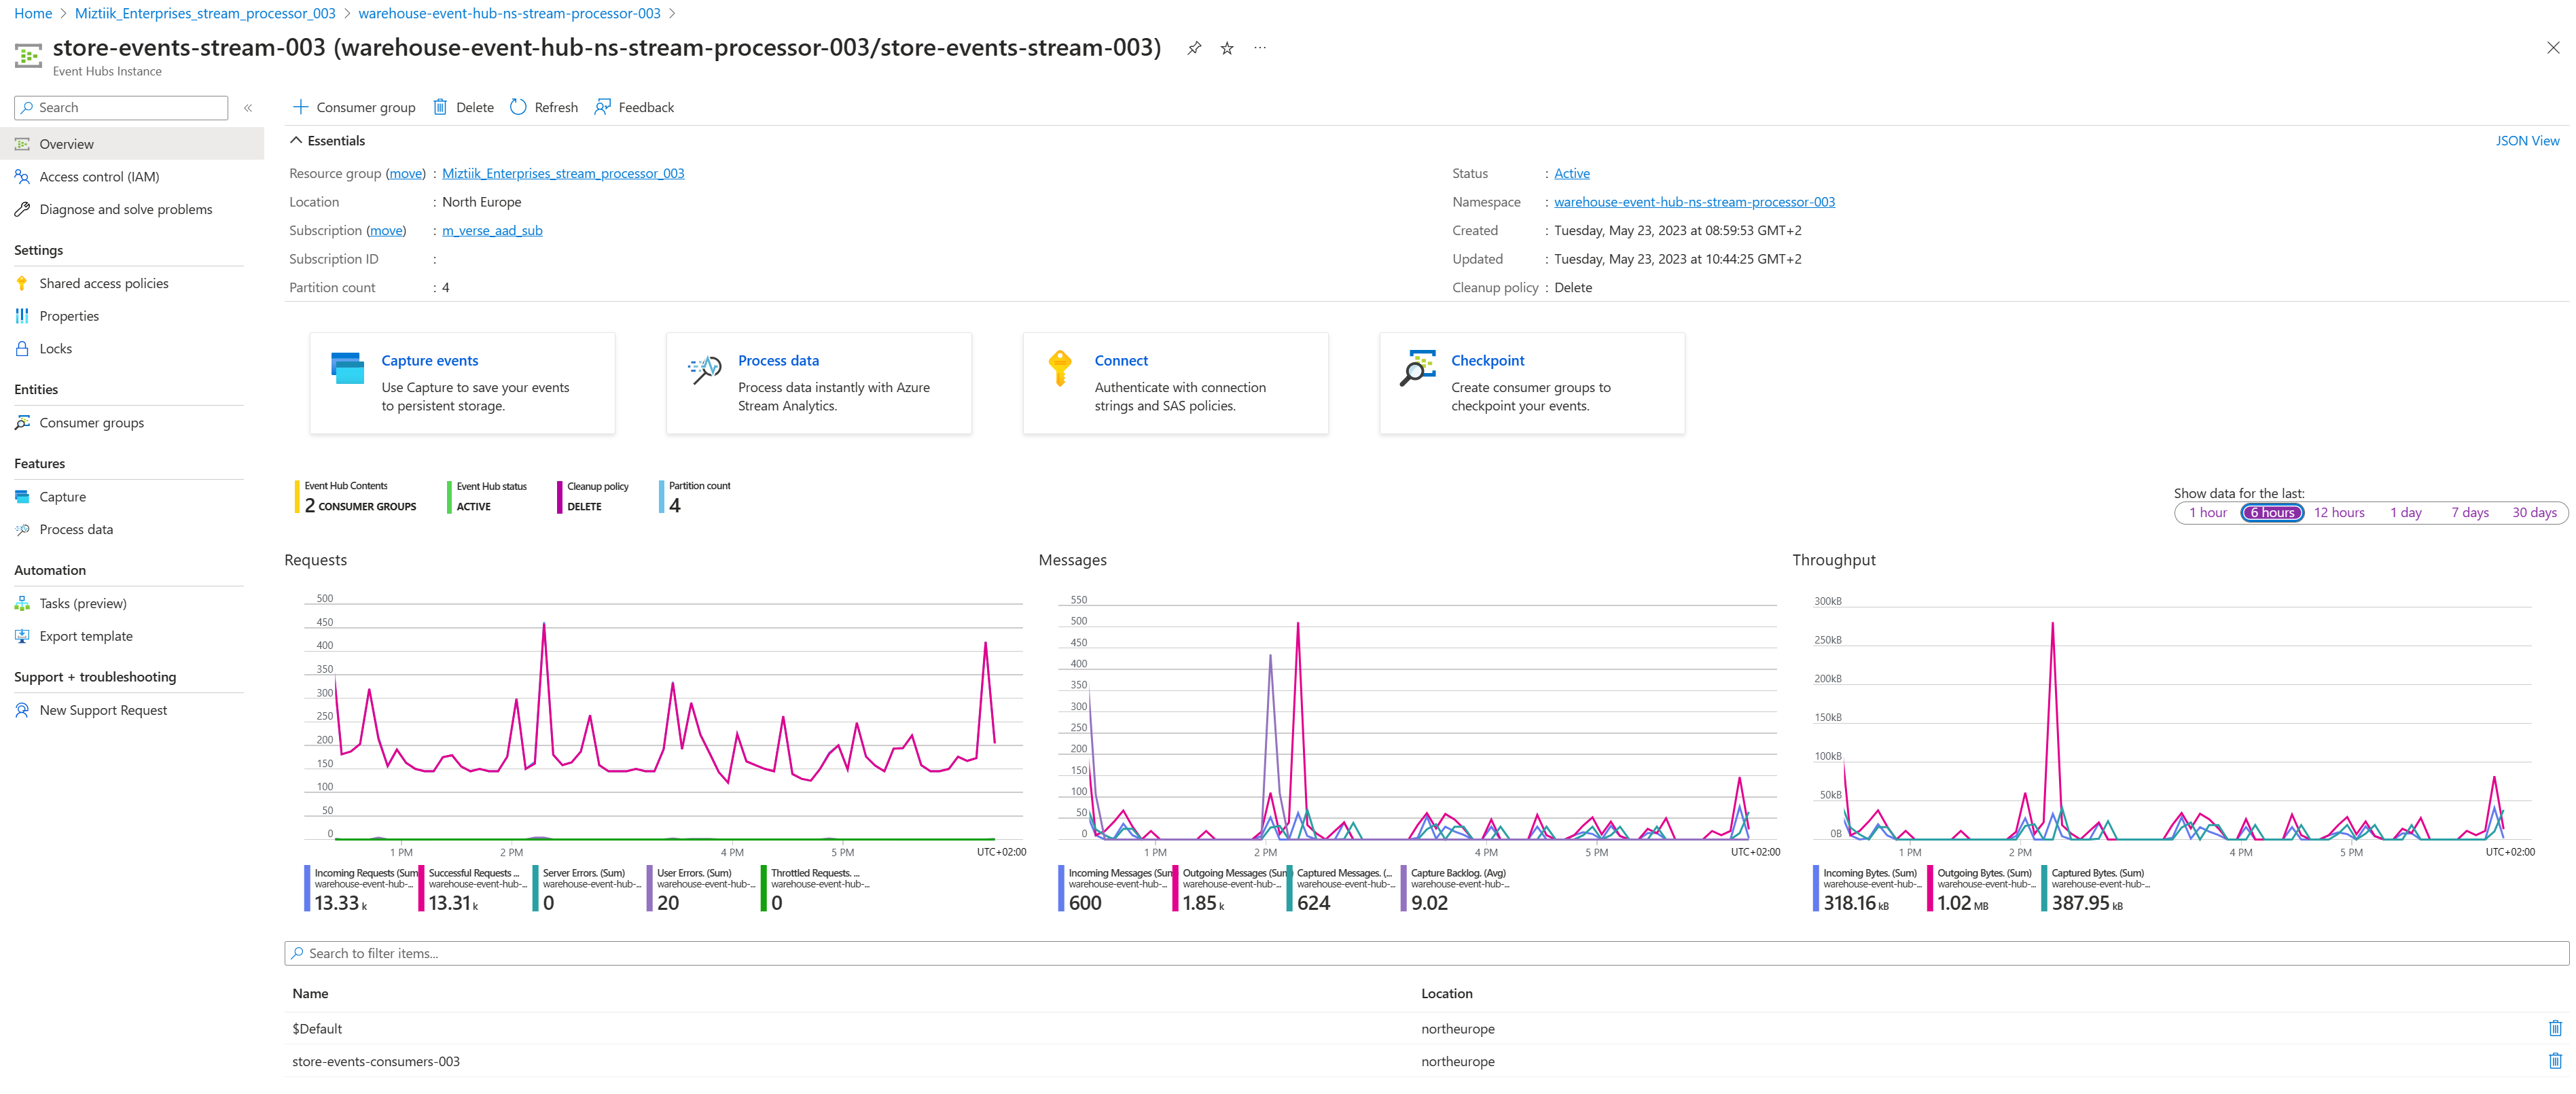 Home > Miztiik_Enterprises_stream_processor_003 > warehouse-event-hub-ns-stream-processor-003 >
store-events-stream-003 (warehouse-event-hub-ns-stream-processor-003/store-events-stream-003)
Event Hubs Instance
Search
Overview
Access control (IAM)
Diagnose and solve problems
Settings
Shared access policies
Properties
Locks
Entities
Consumer groups
Features
Capture
Process data
Automation
Tasks (preview)
Export template
Support + troubleshooting
New Support Request
Consumer group Delete Refresh Feedback
Essentials
JSON View
Resource group (move) : Miztiik_Enterprises_stream_processor_003
Location : North Europe
Subscription (move) : m_verse_aad_sub
Subscription ID :
Partition count : 4
Status : Active
Namespace : warehouse-event-hub-ns-stream-processor-003
Created : Tuesday, May 23, 2023 at 08:59:53 GMT+2
Updated : Tuesday, May 23, 2023 at 10:44:25 GMT+2
Cleanup policy : Delete
Capture events
Use Capture to save your events
to persistent storage.
Process data
Process data instantly with Azure
Stream Analytics.
Connect
Authenticate with connection
strings and SAS policies.
Checkpoint
Create consumer groups to
checkpoint your events.
Event Hub Contents
2 CONSUMER GROUPS
Event Hub status
ACTIVE
Cleanup policy
DELETE
Partition count
4
Show data for the last:
1 hour 6 hours 12 hours 1 day 7 days 30 days
Requests
500
450
400
350
300
250
200
150
100
50
0
1 PM 2 PM 4 PM 5 PM UTC+02:00
Incoming Requests (Sum
warehouse-event-hub-...
13.33 k
Successful Requests ...
warehouse-event-hub-...
13.31 k
Server Errors. (Sum)
warehouse-event-hub-...
0
User Errors. (Sum)
warehouse-event-hub-...
20
Throttled Requests. ...
warehouse-event-hub-...
0
Messages
550
500
450
400
350
300
250
200
150
100
50
0
1 PM 2 PM 4 PM 5 PM UTC+02:00
Incoming Messages (Sum
warehouse-event-hub-...
600
Outgoing Messages (Sum
warehouse-event-hub-...
1.85 k
Captured Messages. (...
warehouse-event-hub-...
624
Capture Backlog. (Avg)
warehouse-event-hub-...
9.02
Throughput
300kB
250kB
200kB
150kB
100kB
50kB
0B
1 PM 2 PM 4 PM 5 PM UTC+02:00
Incoming Bytes. (Sum)
warehouse-event-hub-...
318.16 kB
Outgoing Bytes. (Sum)
warehouse-event-hub-...
1.02 MB
Captured Bytes. (Sum)
warehouse-event-hub-...
387.95 kB
Search to filter items...
Name Location
$Default northeurope
store-events-consumers-003 northeurope